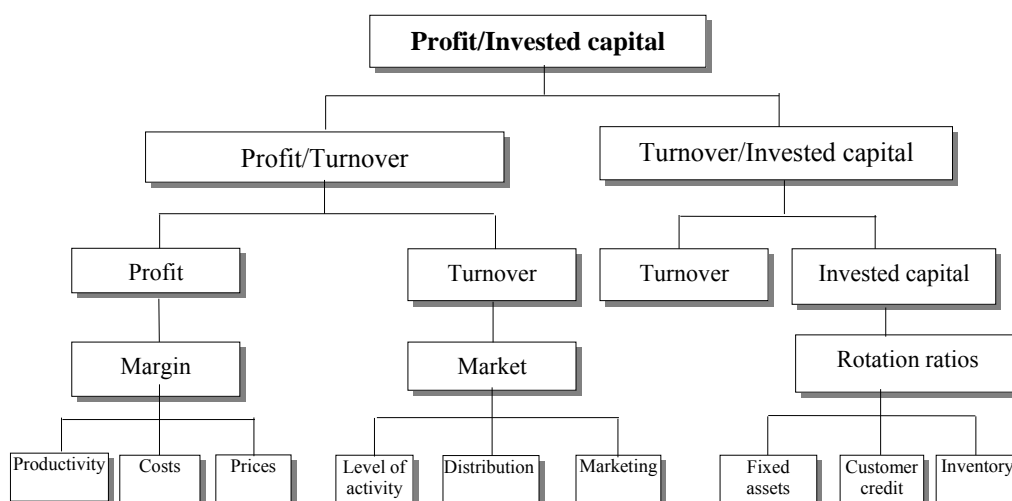 Profit/Invested capital
Profit/Turnover
Turnover/Invested capital
Profit
Turnover
Turnover
Invested capital
Margin
Market
Rotation ratios
Productivity
Costs
Prices
Level of
activity
Distribution
Marketing
Fixed
assets
Customer
credit
Inventory